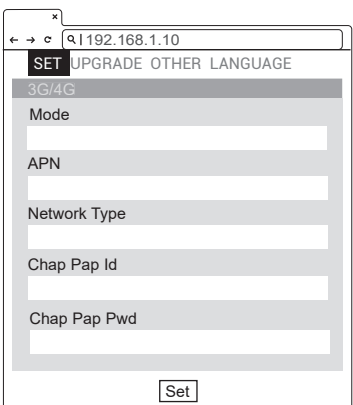 192.168.1.10
SET UPGRADE OTHER LANGUAGE
3G/4G
Mode
APN
Network Type
Chap Pap Id
Chap Pap Pwd
Set